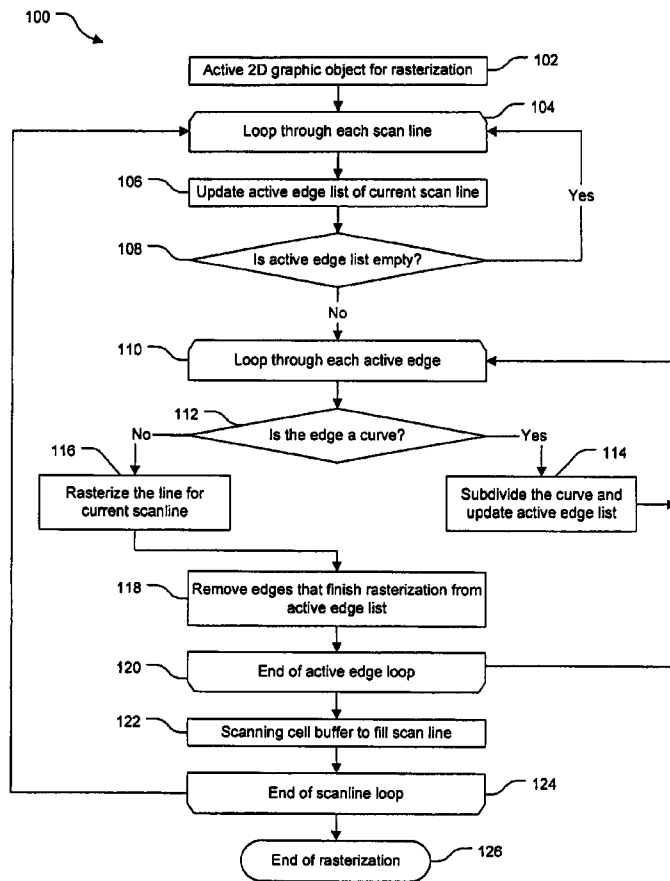 100
Active 2D graphic object for rasterization
102
104
Loop through each scan line
106
Update active edge list of current scan line
Yes
108
Is active edge list empty?
No
110
Loop through each active edge
112
Is the edge a curve?
No
Yes
116
114
Rasterize the line for
current scanline
Subdivide the curve and
update active edge list
118
Remove edges that finish rasterization from
active edge list
120
End of active edge loop
122
Scanning cell buffer to fill scan line
End of scanline loop
124
End of rasterization
126